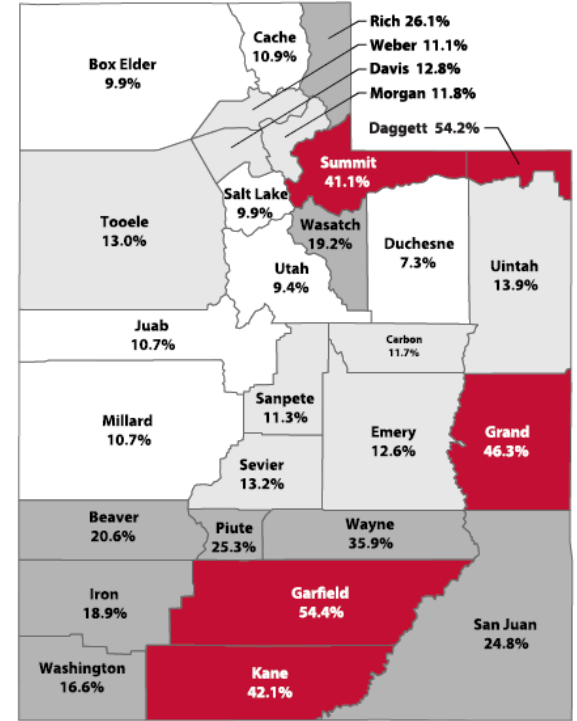 Rich 26.1%
Weber 11.1%
Davis 12.8%
Morgan 11.8%
Daggett 54.2%
Cache
10.9%
Box Elder
9.9%
Summit
41.1%
Salt Lake
9.9%
Wasatch
19.2%
Tooele
13.0%
Duchesne
7.3%
Uintah
13.9%
Utah
9.4%
Juab
10.7%
Carbon
11.7%
Sanpete
11.3%
Millard
10.7%
Emery
12.6%
Grand
46.3%
Sevier
13.2%
Beaver
20.6%
Piute
25.3%
Wayne
35.9%
Iron
18.9%
Garfield
54.4%
San Juan
24.8%
Washington
16.6%
Kane
42.1%